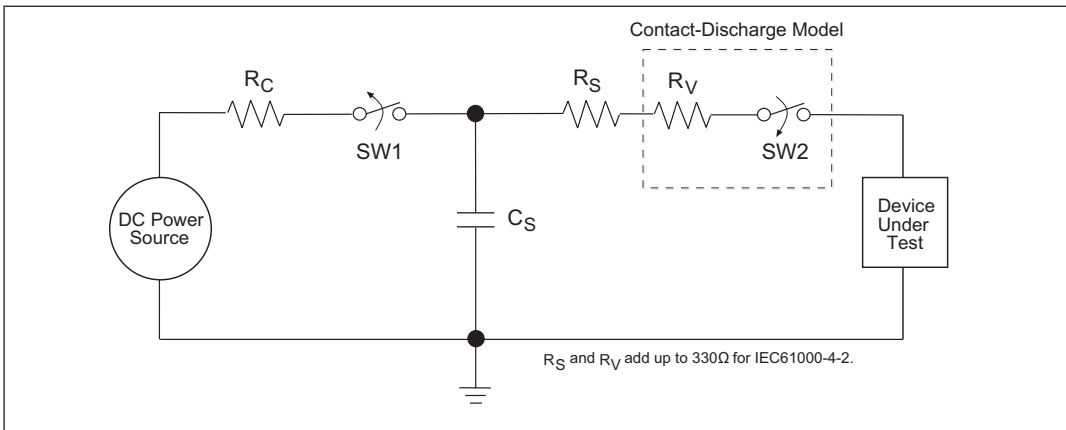 Contact-Discharge Model
RC
RS
RV
SW1
SW2
DC Power
Source
CS
Device
Under
Test
RS and RV add up to 330Ω for IEC61000-4-2.